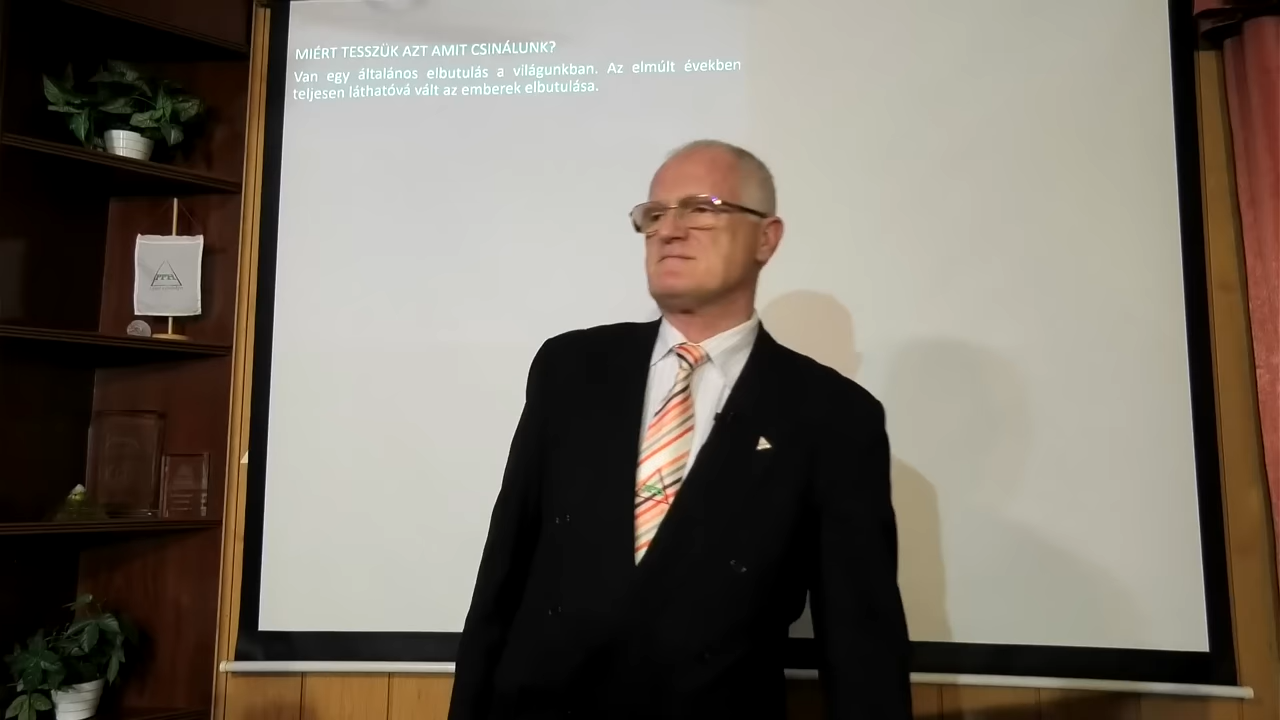 MIÉRT TESSZÜK AZT AMIT CSINÁLUNK?
Van egy általános elbutulás a világunkban. Az elmúlt években
teljesen láthatóvá vált az emberek elbutulása.